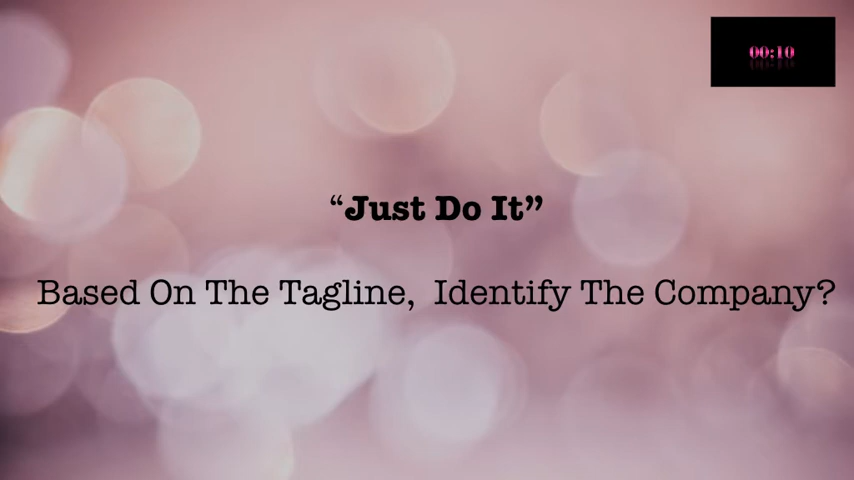 00:10
“Just Do It”
Based On The Tagline,  Identify The Company?